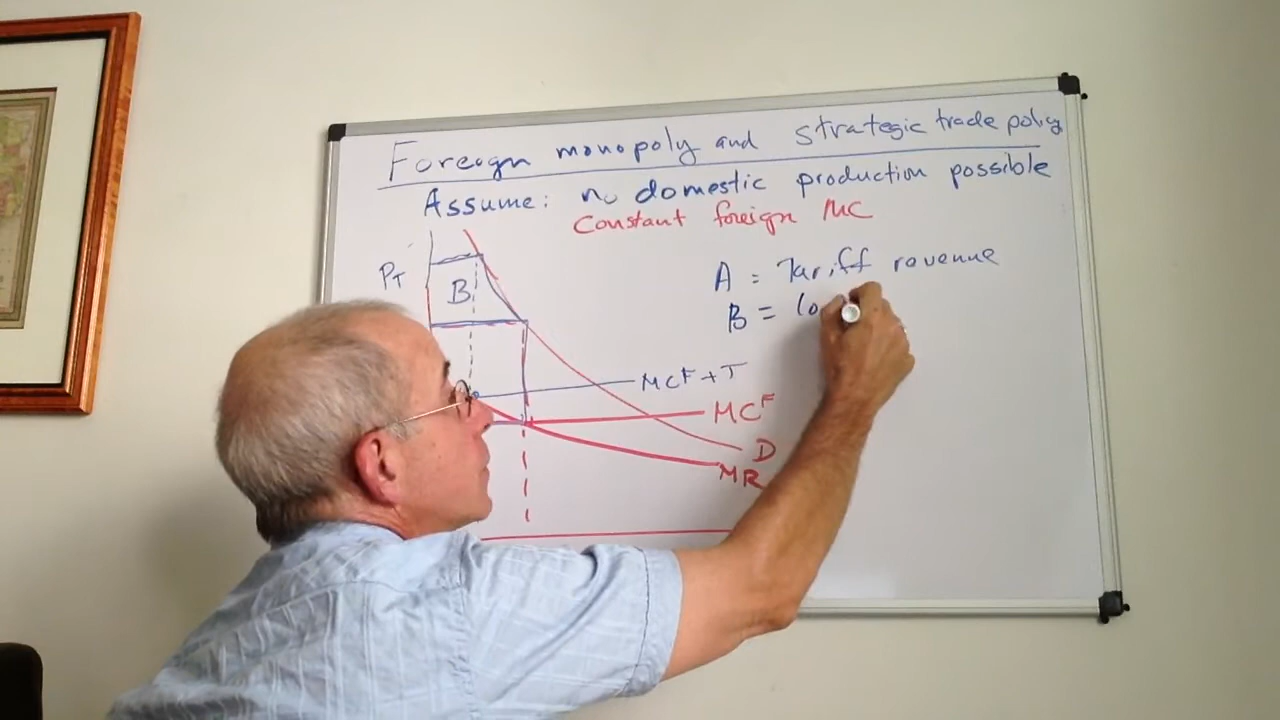 Foreign monopoly and strategic trade policy
Assume: no domestic production possible
Constant foreign MC
PT
B
A = Tariff revenue
B = lo
MCF+T
MCF
D
MR